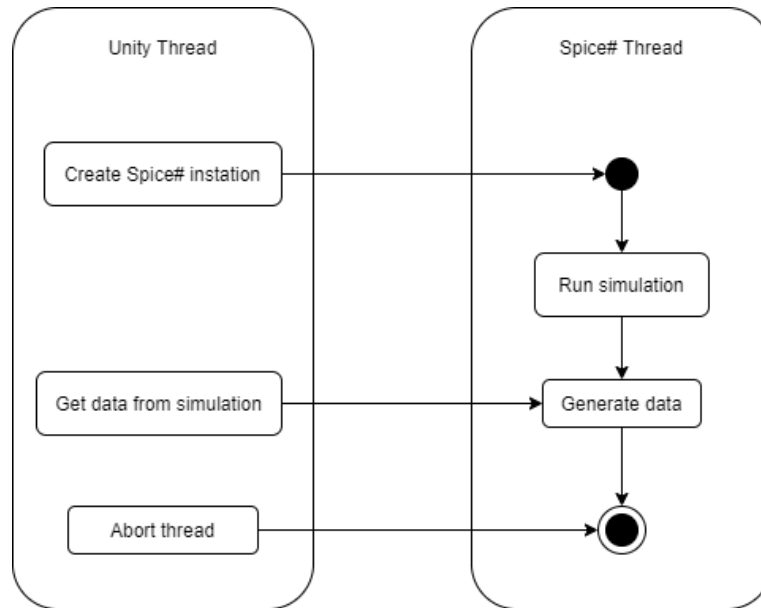 Unity Thread
Spice# Thread
Create Spice# instation
Run simulation
Get data from simulation
Generate data
Abort thread